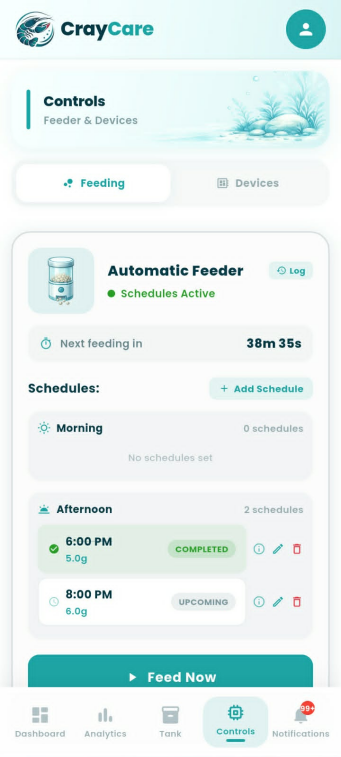 CrayCare
Controls
Feeder & Devices
Feeding
Devices
Automatic Feeder
Log
Schedules Active
Next feeding in
38m 35s
Schedules:
+ Add Schedule
Morning
0 schedules
No schedules set
Afternoon
2 schedules
6:00 PM
5.0g
COMPLETED
8:00 PM
6.0g
UPCOMING
Feed Now
99+
Dashboard
Analytics
Tank
Controls
Notifications